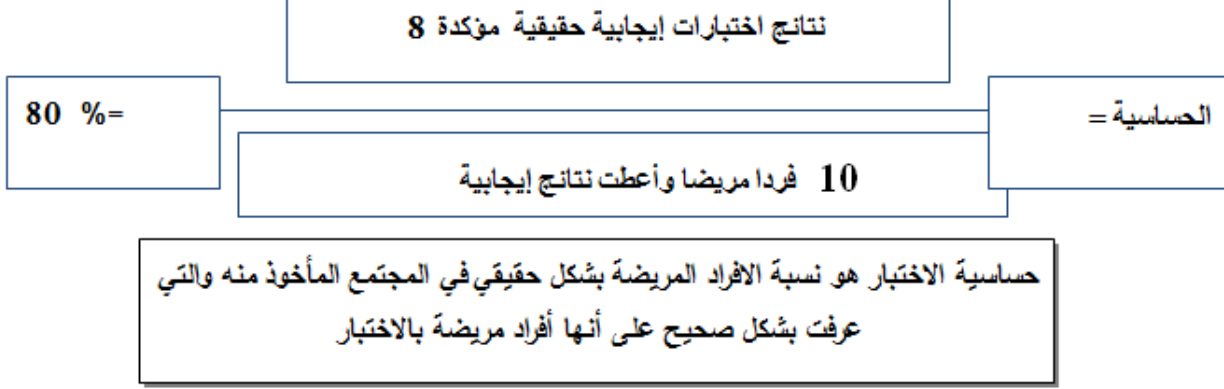 نتائج اختبارات إيجابية حقيقية مؤكدة 8
الحساسية =
=% 80
10 فردا مريضا وأعطت نتائج إيجابية
حساسية الاختبار هو نسبة الافراد المريضة بشكل حقيقي في المجتمع المأخوذ منه والتي
عرفت بشكل صحيح على أنها أفراد مريضة بالاختبار